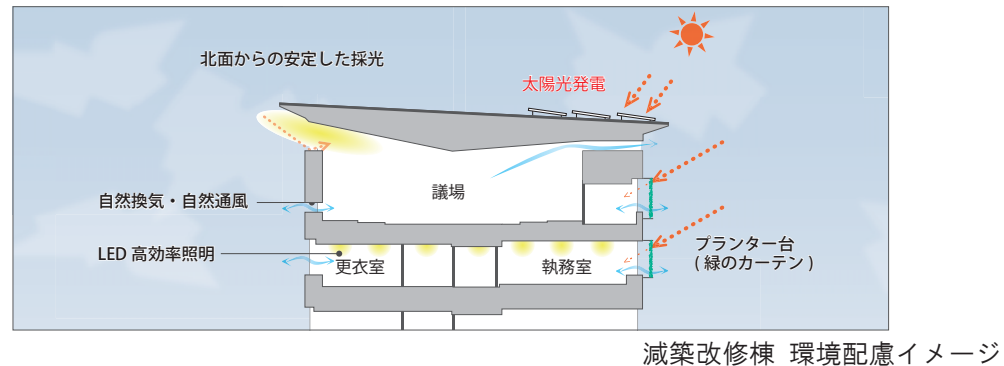 北面からの安定した採光
太陽光発電
議場
自然換気・自然通風
LED 高効率照明
更衣室
執務室
プランター台
( 緑のカーテン )
減築改修棟 環境配慮イメージ